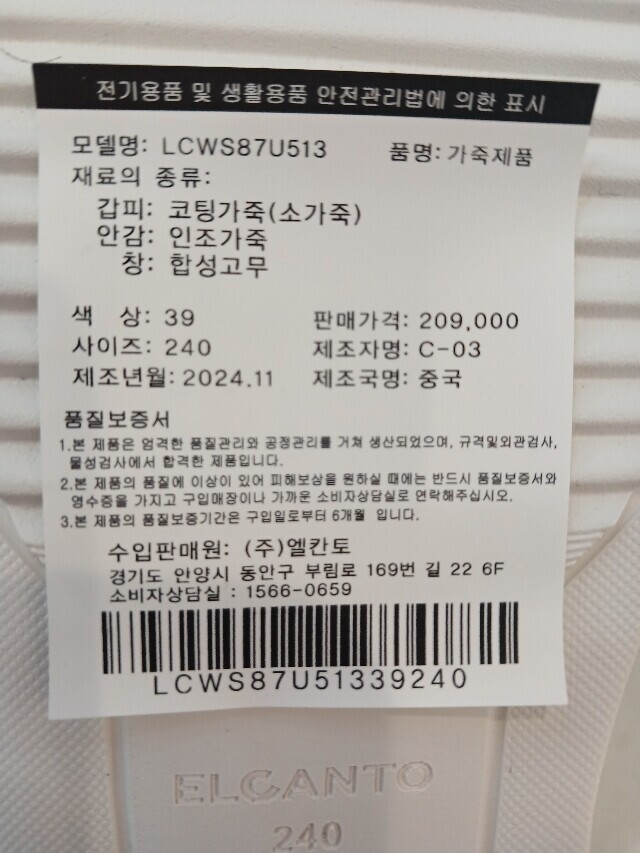 전기용품 및 생활용품 안전관리법에 의한 표시
모델명: LCWS87U513 품명: 가죽제품
재료의 종류:
갑피: 코팅가죽(소가죽)
안감: 인조가죽
창: 합성고무
색 상: 39 판매가격: 209,000
사이즈: 240 제조자명: C-03
제조년월: 2024.11 제조국명: 중국
품질보증서
1.본 제품은 엄격한 품질관리와 공정관리를 거쳐 생산되었으며, 규격및외관검사,
물성검사에서 합격한 제품입니다.
2.본 제품의 품질에 이상이 있어 피해보상을 원하실 때에는 반드시 품질보증서와
영수증을 가지고 구입매장이나 가까운 소비자상담실로 연락해주십시오.
3.본 제품의 품질보증기간은 구입일로부터 6개월 입니다.
수입판매원: (주)엘칸토
경기도 안양시 동안구 부림로 169번 길 22 6F
소비자상담실 : 1566-0659
LCWS87U51339240
ELCANTO
240